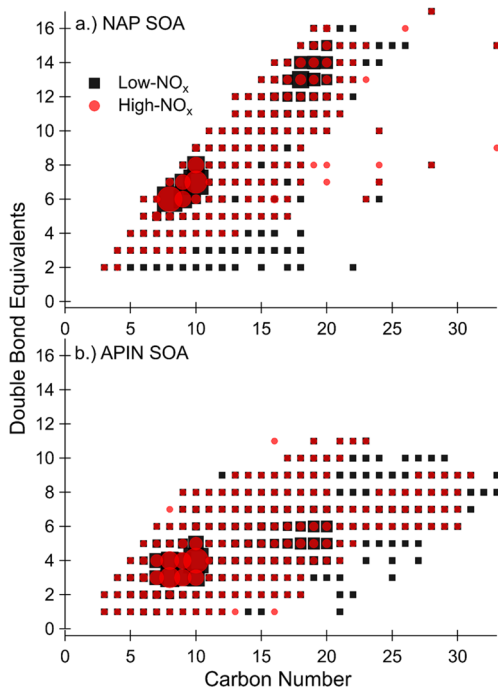 a.) NAP SOA
Low-NOx
High-NOx
16
14
12
10
8
6
4
2
0
0 5 10 15 20 25 30
Double Bond Equivalents
b.) APIN SOA
16
14
12
10
8
6
4
2
0
0 5 10 15 20 25 30
Carbon Number